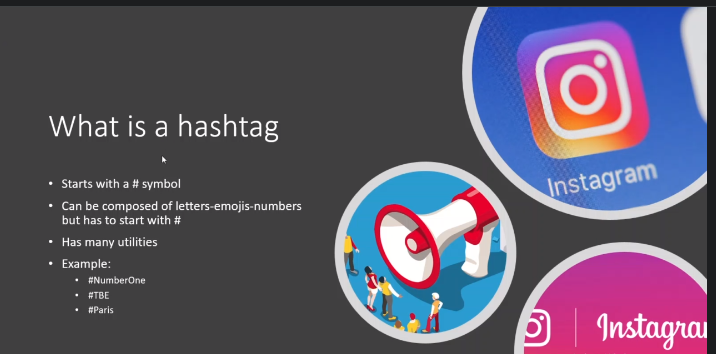 What is a hashtag
• Starts with a # symbol
• Can be composed of letters-emojis-numbers
but has to start with #
• Has many utilities
• Example:
• #NumberOne
• #TBE
• #Paris
Instagram
Instagra